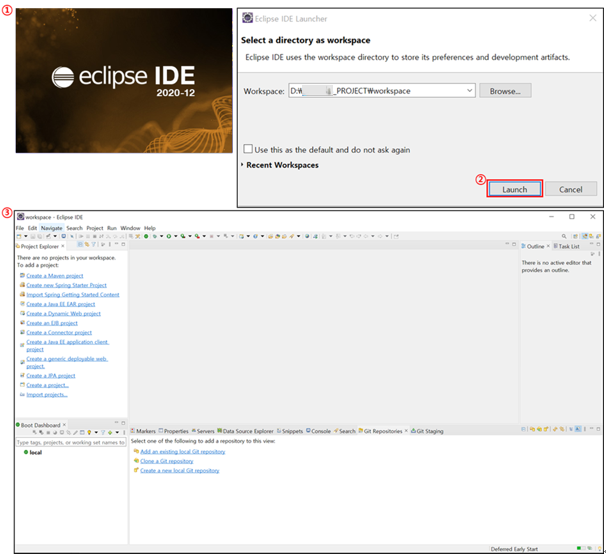 ①
eclipse IDE
2020-12
Eclipse IDE Launcher
Select a directory as workspace
Eclipse IDE uses the workspace directory to store its preferences and development artifacts.
Workspace: D:₩ _PROJECT₩workspace Browse...
Use this as the default and do not ask again
Recent Workspaces
②
Launch Cancel
③
workspace - Eclipse IDE
File Edit Navigate Search Project Run Window Help
Project Explorer
There are no projects in your workspace.
To add a project:
Create a Maven project
Create new Spring Starter Project
Import Spring Getting Started Content
Create a Java EE EAR project
Create a Dynamic Web project
Create an EJB project
Create a Connector project
Create a Java EE application client
project
Create a generic deployable web
project.
Create a JPA project
Create a project...
Import projects...
Outline Task List
There is no active editor that
provides an outline.
Boot Dashboard
Type tags, projects, or working set names to
local
Markers Properties Servers Data Source Explorer Snippets Console Search Git Repositories Git Staging
Select one of the following to add a repository to this view:
Add an existing local Git repository
Clone a Git repository
Create a new local Git repository
Deferred Early Start